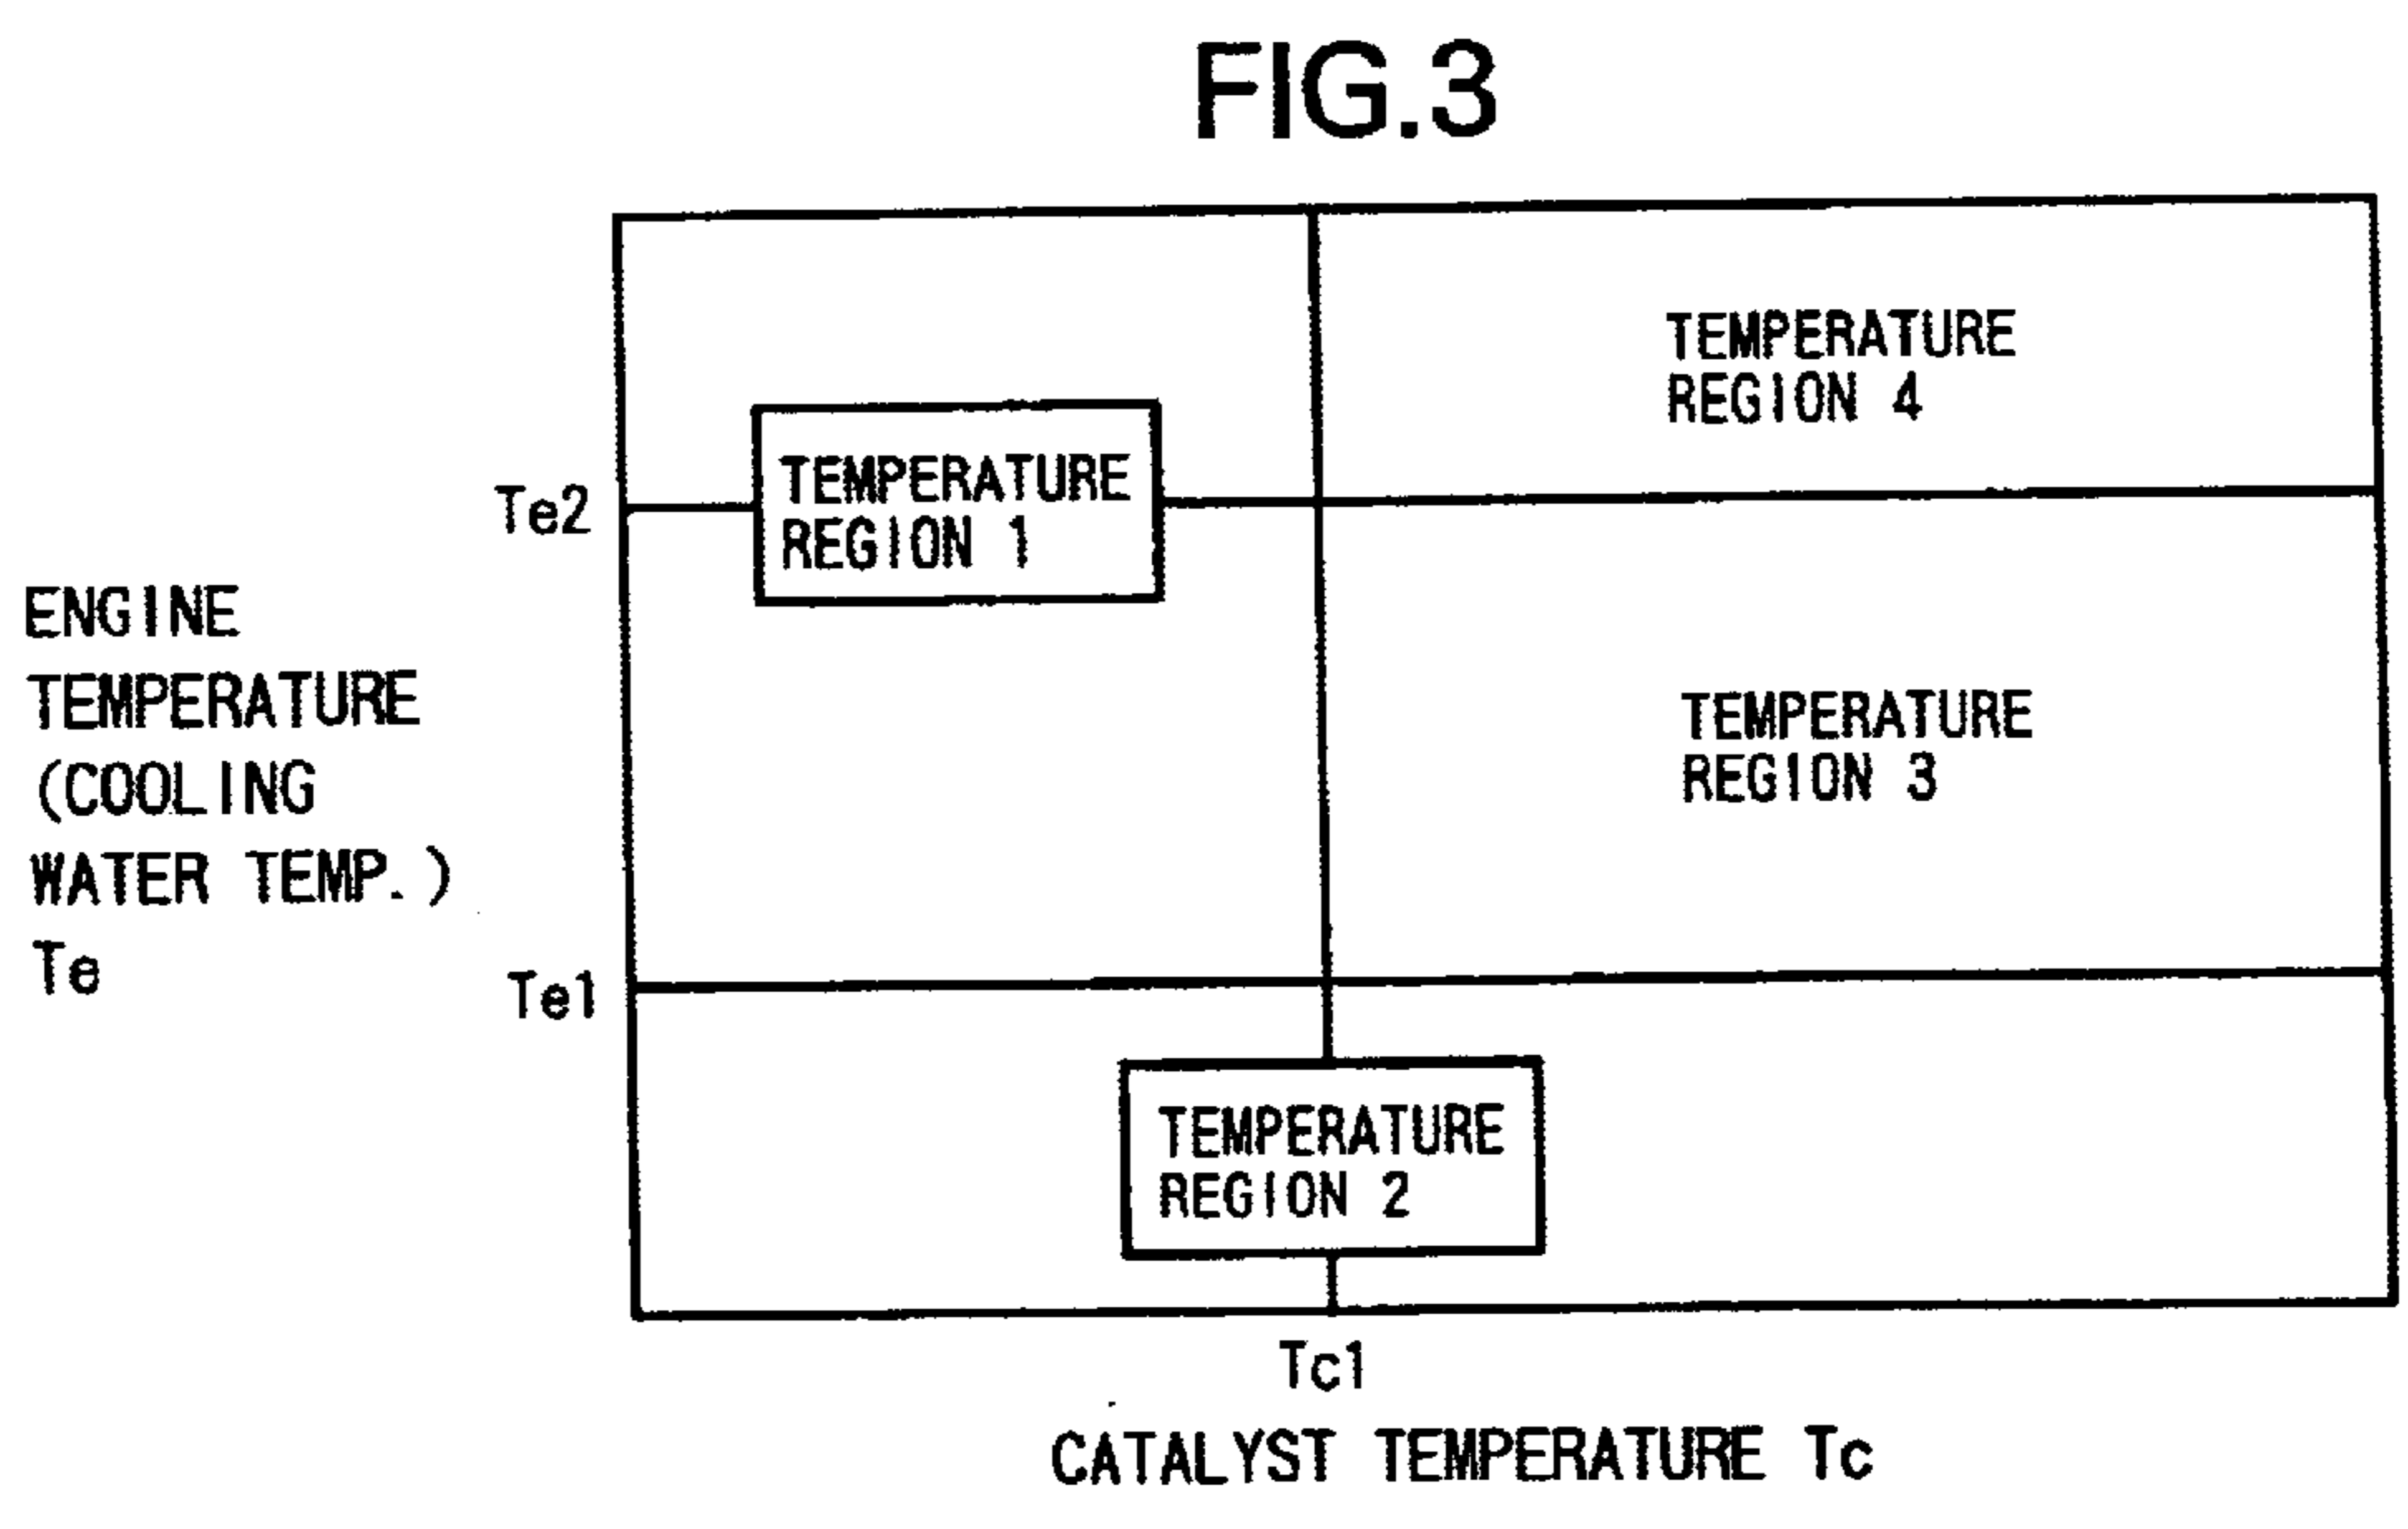 FIG.3
TEMPERATURE
REGION 4
TEMPERATURE
REGION 1
Te2
ENGINE
TEMPERATURE
(COOLING
WATER TEMP.)
Te
TEMPERATURE
REGION 3
Te1
TEMPERATURE
REGION 2
Tc1
CATALYST TEMPERATURE Tc